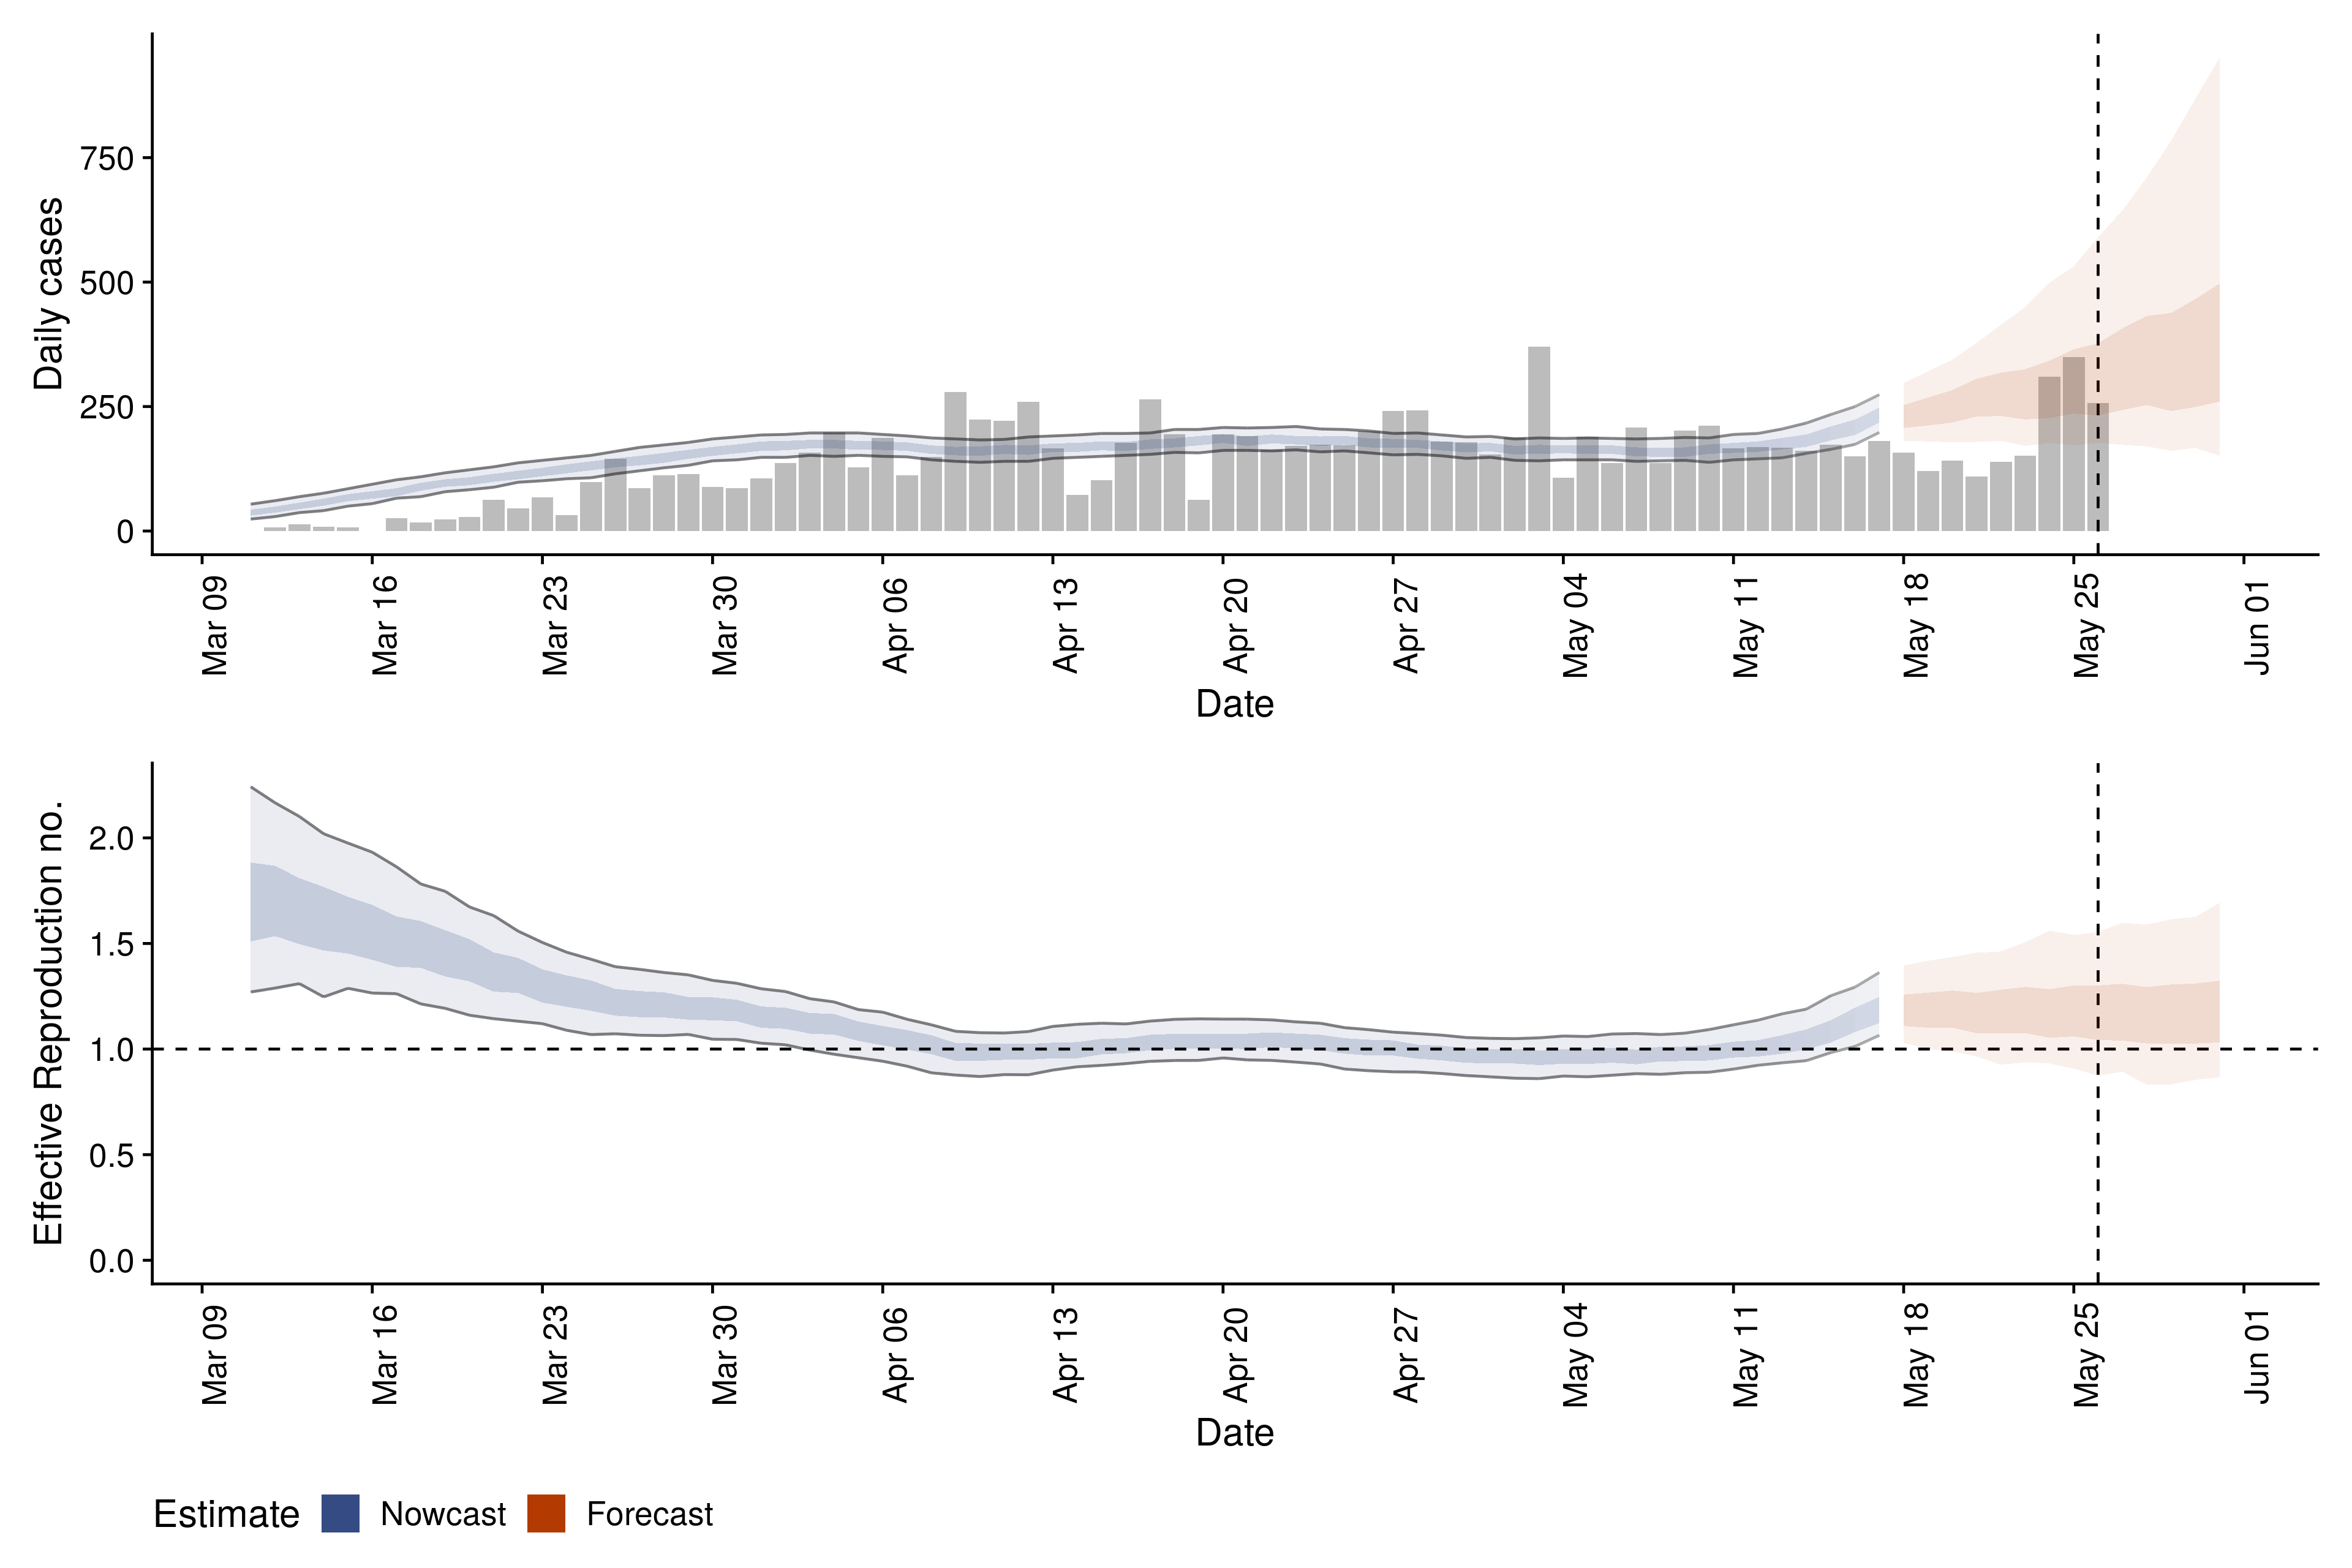 Daily cases
750
500
250
0
Mar 09
Mar 16
Mar 23
Mar 30
Apr 06
Apr 13
Apr 20
Apr 27
May 04
May 11
May 18
May 25
Jun 01
Date
Effective Reproduction no.
2.0
1.5
1.0
0.5
0.0
Mar 09
Mar 16
Mar 23
Mar 30
Apr 06
Apr 13
Apr 20
Apr 27
May 04
May 11
May 18
May 25
Jun 01
Date
Estimate Nowcast Forecast